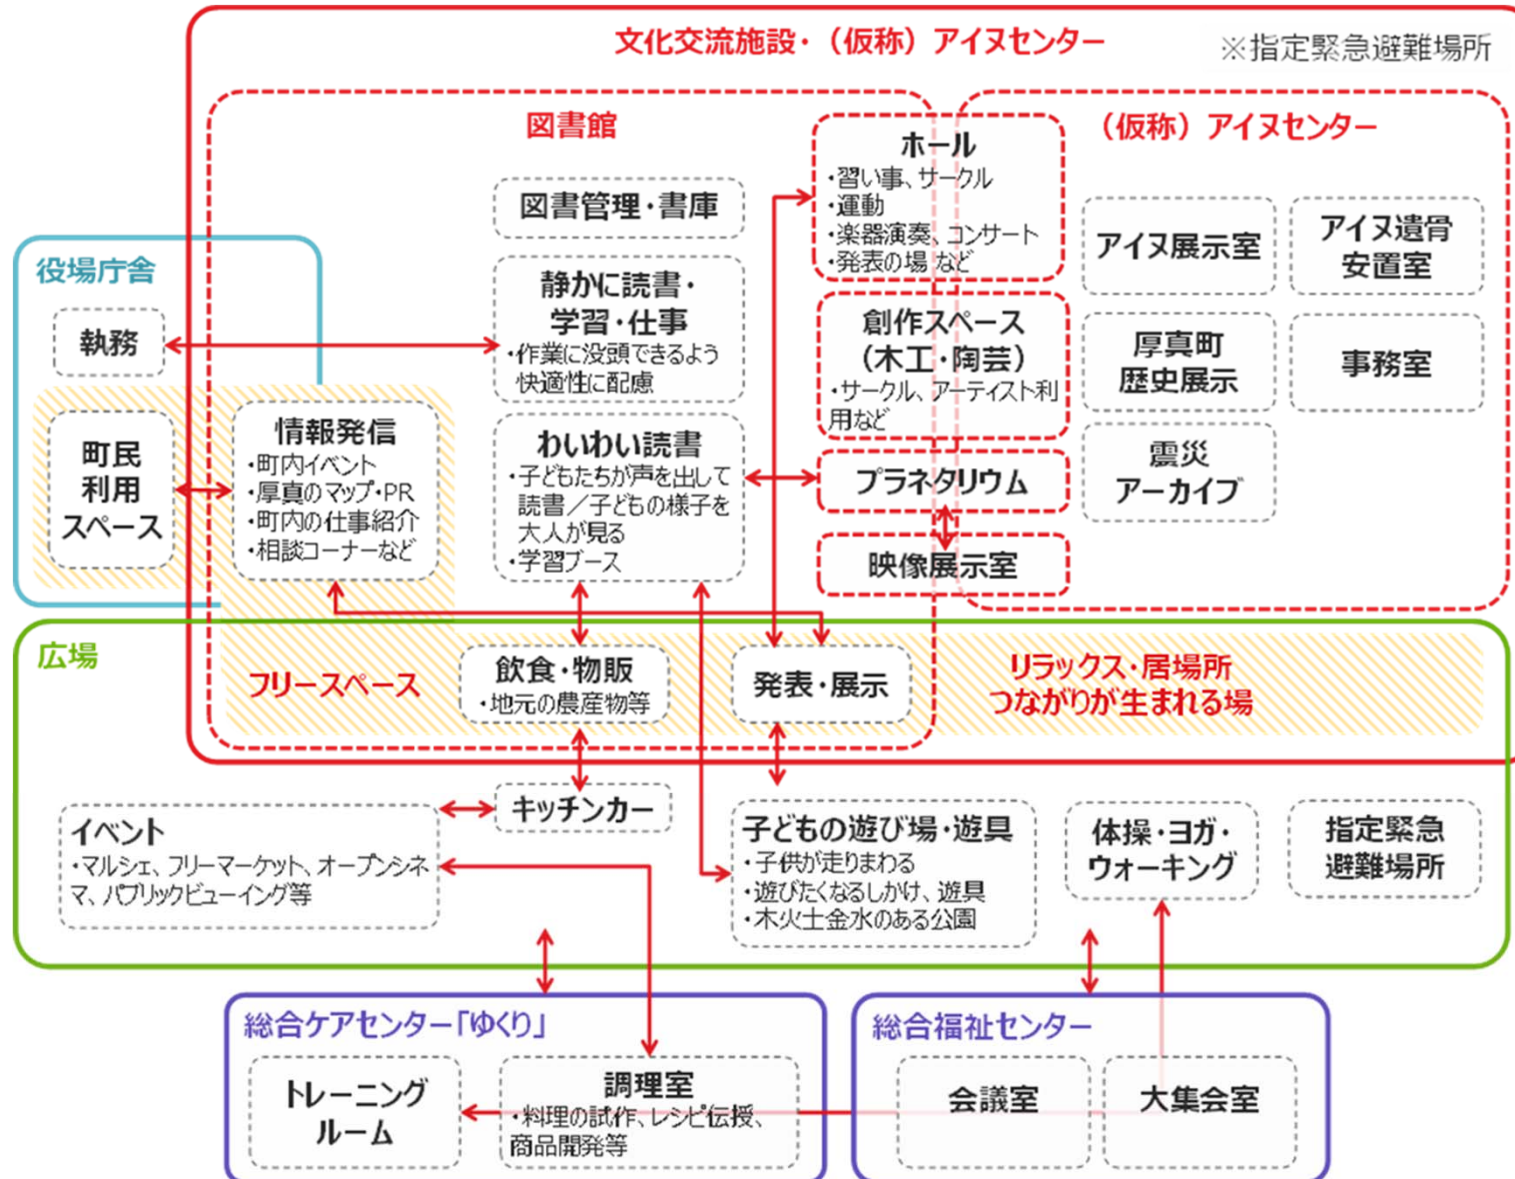 文化交流施設・（仮称）アイヌセンター
※指定緊急避難場所
図書館
（仮称）アイヌセンター
ホール
・習い事、サークル
・運動
・楽器演奏、コンサート
・発表の場 など
図書管理・書庫
アイヌ展示室
アイヌ遺骨
安置室
役場庁舎
執務
静かに読書・
学習・仕事
・作業に没頭できるよう
快適性に配慮
創作スペース
（木工・陶芸）
・サークル、アーティスト利
用など
厚真町
歴史展示
事務室
町民
利用
スペース
情報発信
・町内イベント
・厚真のマップ・PR
・町内の仕事紹介
・相談コーナーなど
わいわい読書
・子どもたちが声を出して
読書／子どもの様子を
大人が見る
・学習ブース
プラネタリウム
震災
アーカイブ
映像展示室
広場
フリースペース
飲食・物販
・地元の農産物等
発表・展示
リラックス・居場所
つながりが生まれる場
キッチンカー
イベント
・マルシェ、フリーマーケット、オープンシネ
マ、パブリックビューイング等
子どもの遊び場・遊具
・子供が走りまわる
・遊びたくなるしかけ、遊具
・木火土金水のある公園
体操・ヨガ・
ウォーキング
指定緊急
避難場所
総合ケアセンター「ゆくり」
トレーニング
ルーム
調理室
・料理の試作、レシピ伝授、
商品開発等
総合福祉センター
会議室
大集会室